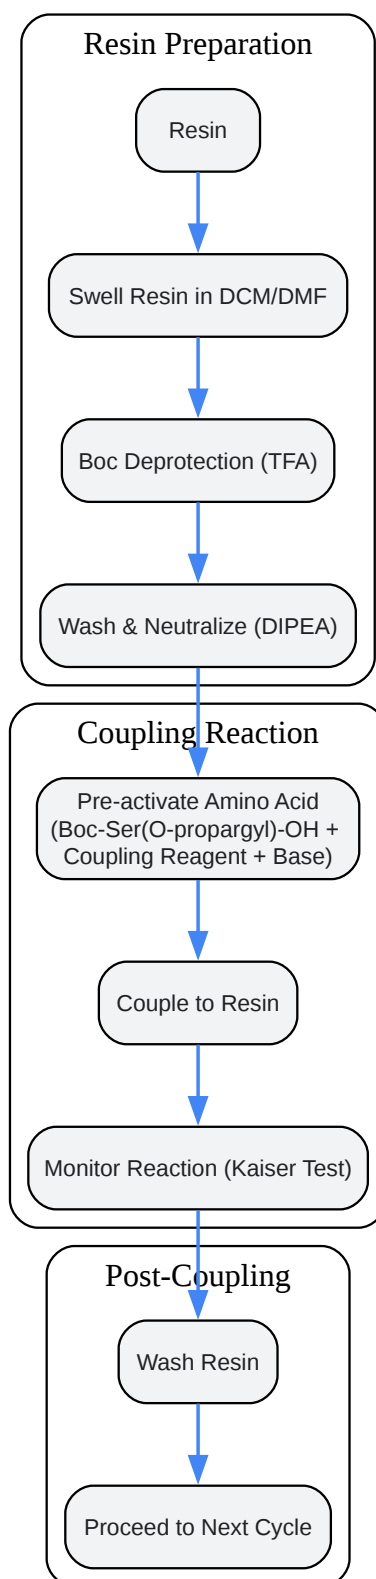 Resin Preparation
Resin
Swell Resin in DCM/DMF
Boc Deprotection (TFA)
Wash & Neutralize (DIPEA)
Coupling Reaction
Pre-activate Amino Acid
(Boc-Ser(O-propargyl)-OH +
Coupling Reagent + Base)
Couple to Resin
Monitor Reaction (Kaiser Test)
Post-Coupling
Wash Resin
Proceed to Next Cycle